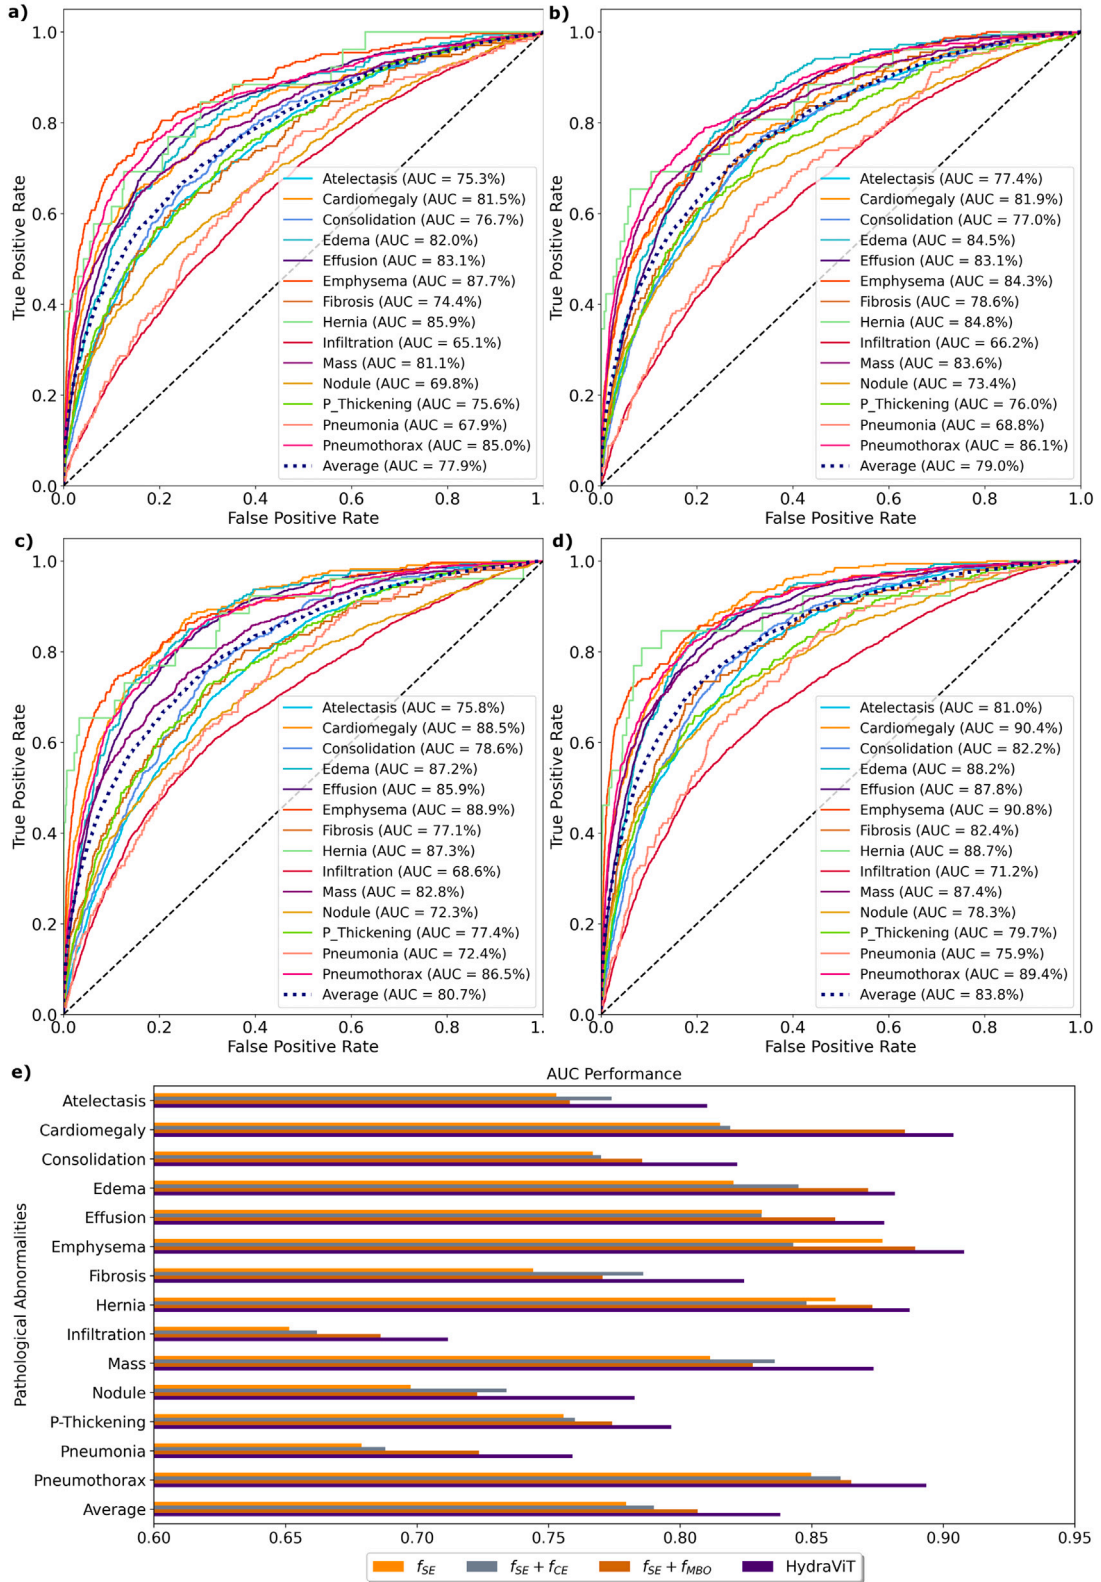 a)
True Positive Rate
1.0
0.8
0.6
0.4
0.2
0.0
Atelectasis (AUC = 75.3%)
Cardiomegaly (AUC = 81.5%)
Consolidation (AUC = 76.7%)
Edema (AUC = 82.0%)
Effusion (AUC = 83.1%)
Emphysema (AUC = 87.7%)
Fibrosis (AUC = 74.4%)
Hernia (AUC = 85.9%)
Infiltration (AUC = 65.1%)
Mass (AUC = 81.1%)
Nodule (AUC = 69.8%)
P_Thickening (AUC = 75.6%)
Pneumonia (AUC = 67.9%)
Pneumothorax (AUC = 85.0%)
Average (AUC = 77.9%)
0.0 0.2 0.4 0.6 0.8 1.
False Positive Rate
b)
True Positive Rate
1.0
0.8
0.6
0.4
0.2
0.0
Atelectasis (AUC = 77.4%)
Cardiomegaly (AUC = 81.9%)
Consolidation (AUC = 77.0%)
Edema (AUC = 84.5%)
Effusion (AUC = 83.1%)
Emphysema (AUC = 84.3%)
Fibrosis (AUC = 78.6%)
Hernia (AUC = 84.8%)
Infiltration (AUC = 66.2%)
Mass (AUC = 83.6%)
Nodule (AUC = 73.4%)
P_Thickening (AUC = 76.0%)
Pneumonia (AUC = 68.8%)
Pneumothorax (AUC = 86.1%)
Average (AUC = 79.0%)
0.0 0.2 0.4 0.6 0.8 1.0
False Positive Rate
c)
True Positive Rate
1.0
0.8
0.6
0.4
0.2
0.0
Atelectasis (AUC = 75.8%)
Cardiomegaly (AUC = 88.5%)
Consolidation (AUC = 78.6%)
Edema (AUC = 87.2%)
Effusion (AUC = 85.9%)
Emphysema (AUC = 88.9%)
Fibrosis (AUC = 77.1%)
Hernia (AUC = 87.3%)
Infiltration (AUC = 68.6%)
Mass (AUC = 82.8%)
Nodule (AUC = 72.3%)
P_Thickening (AUC = 77.4%)
Pneumonia (AUC = 72.4%)
Pneumothorax (AUC = 86.5%)
Average (AUC = 80.7%)
0.0 0.2 0.4 0.6 0.8 1.
False Positive Rate
d)
True Positive Rate
1.0
0.8
0.6
0.4
0.2
0.0
Atelectasis (AUC = 81.0%)
Cardiomegaly (AUC = 90.4%)
Consolidation (AUC = 82.2%)
Edema (AUC = 88.2%)
Effusion (AUC = 87.8%)
Emphysema (AUC = 90.8%)
Fibrosis (AUC = 82.4%)
Hernia (AUC = 88.7%)
Infiltration (AUC = 71.2%)
Mass (AUC = 87.4%)
Nodule (AUC = 78.3%)
P_Thickening (AUC = 79.7%)
Pneumonia (AUC = 75.9%)
Pneumothorax (AUC = 89.4%)
Average (AUC = 83.8%)
0.0 0.2 0.4 0.6 0.8 1.0
False Positive Rate
e)
AUC Performance
Pathological Abnormalities
Atelectasis
Cardiomegaly
Consolidation
Edema
Effusion
Emphysema
Fibrosis
Hernia
Infiltration
Mass
Nodule
P-Thickening
Pneumonia
Pneumothorax
Average
0.60 0.65 0.70 0.75 0.80 0.85 0.90 0.95
f_SE f_SE + f_CE f_SE + f_MBO HydraViT